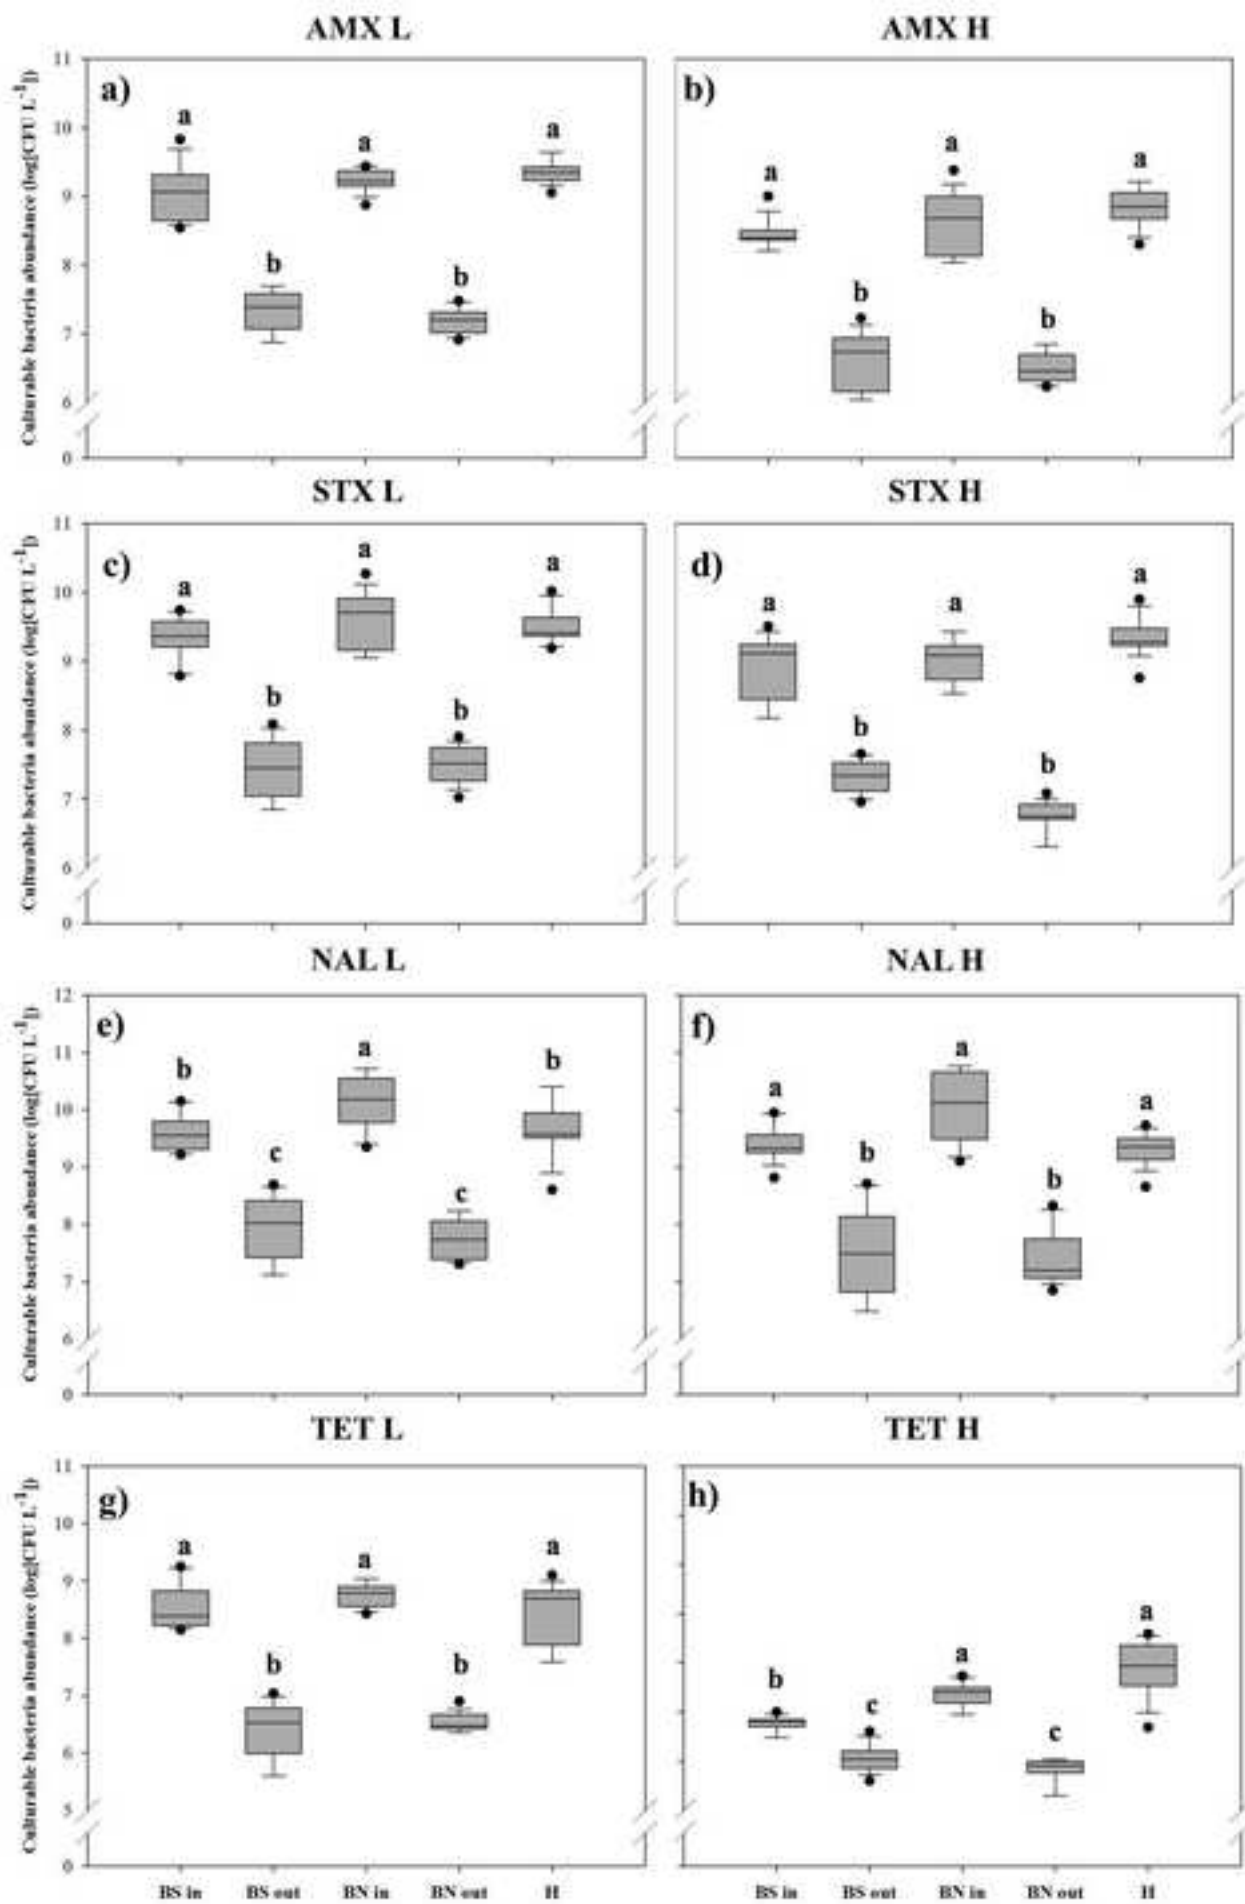 AMX L AMX H
Culturable bacteria abundance (log[CFU L-1])
11
10
9
8
7
6
0
a)
a
b
a
b
a
b)
a
b
a
b
a
STX L STX H
Culturable bacteria abundance (log[CFU L-1])
11
10
9
8
7
6
0
c)
a
b
a
b
a
d)
a
b
a
b
a
NAL L NAL H
Culturable bacteria abundance (log[CFU L-1])
12
11
10
9
8
7
6
0
e)
b
c
a
c
b
f)
a
b
a
b
a
TET L TET H
Culturable bacteria abundance (log[CFU L-1])
11
10
9
8
7
6
5
0
g)
a
b
a
b
a
h)
b
c
a
c
a
BS in BS out BN in BN out H BS in BS out BN in BN out H